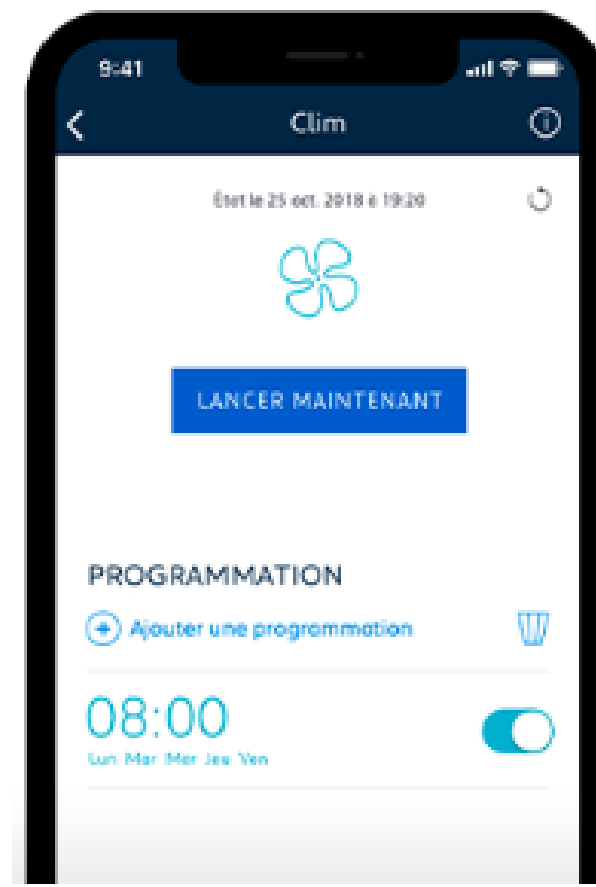 9:41
Clim
État le 25 oct. 2018 à 19:20
LANCER MAINTENANT
PROGRAMMATION
Ajouter une programmation
08:00
Lun Mar Mer Jeu Ven